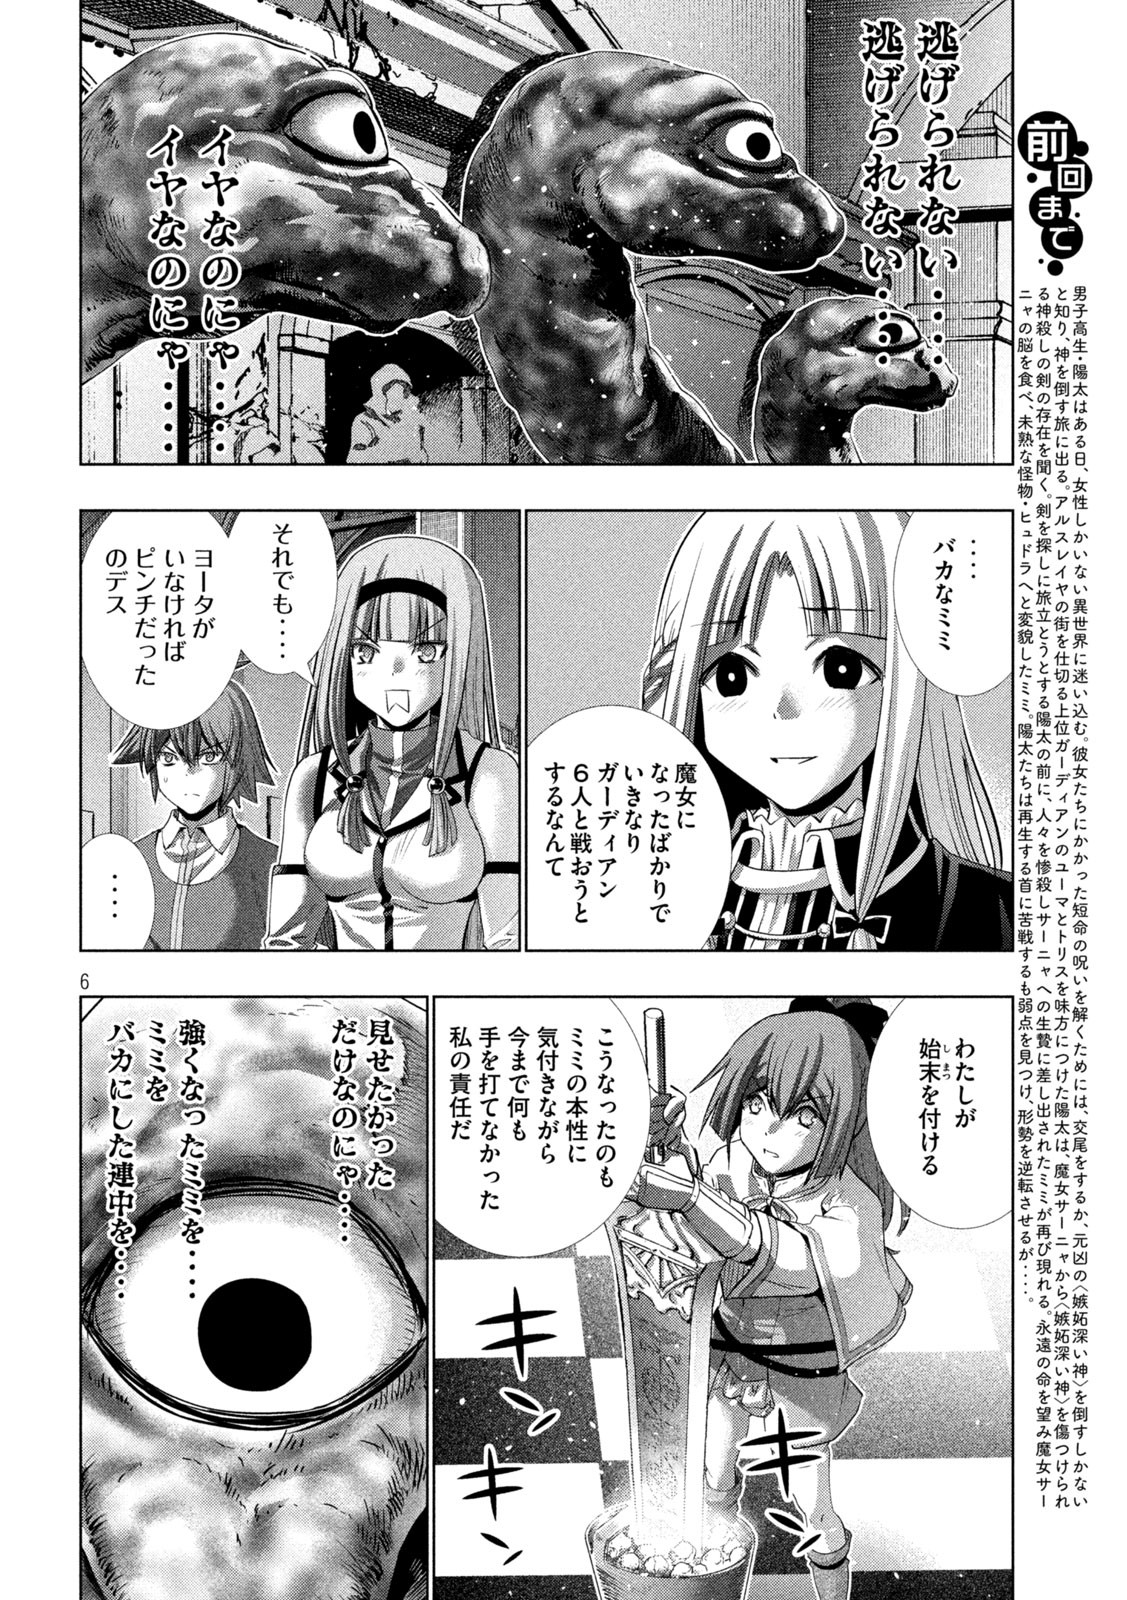 前回まで
男子高生・陽太はある日、女性しかいない異世界に迷い込む。彼女たちにかかった短命の呪いを解くためには、交尾をするか、元凶の〈嫉妬深い神〉を倒すしかない
と知り、神を倒す旅に出る。アルスレイヤの街を仕切る上位ガーディアンのユーマとトリスを味方につけた陽太は、魔女サーニャから〈嫉妬深い神〉を傷つけられ
る神殺しの剣の存在を聞く。剣を探しに旅立とうとする陽太の前に、人々を惨殺しサーニャへの生贄に差し出されたミミが再び現れる。永遠の命を望み魔女サー
ニャの脳を食べ、未熟な怪物・ヒュドラへと変貌したミミ。陽太たちは再生する首に苦戦するも弱点を見つけ、形勢を逆転させるが‥‥。
逃げられない‥‥
逃げられない‥‥
イヤなのにゃ‥‥
イヤなのにゃ‥‥
‥‥
バカなミミ
魔女に
なったばかりで
いきなり
ガーディアン
6人と戦おうと
するなんて
それでも‥‥
ヨータが
いなければ
ピンチだった
のデス
‥‥
わたしが
始末を付ける
しまつ
こうなったのも
ミミの本性に
気付きながら
今まで何も
手を打てなかった
私の責任だ
キィ
キィ
キィ
見せたかった
だけなのにゃ‥‥
強くなったミミを‥‥
ミミを
バカにした連中を‥‥
6